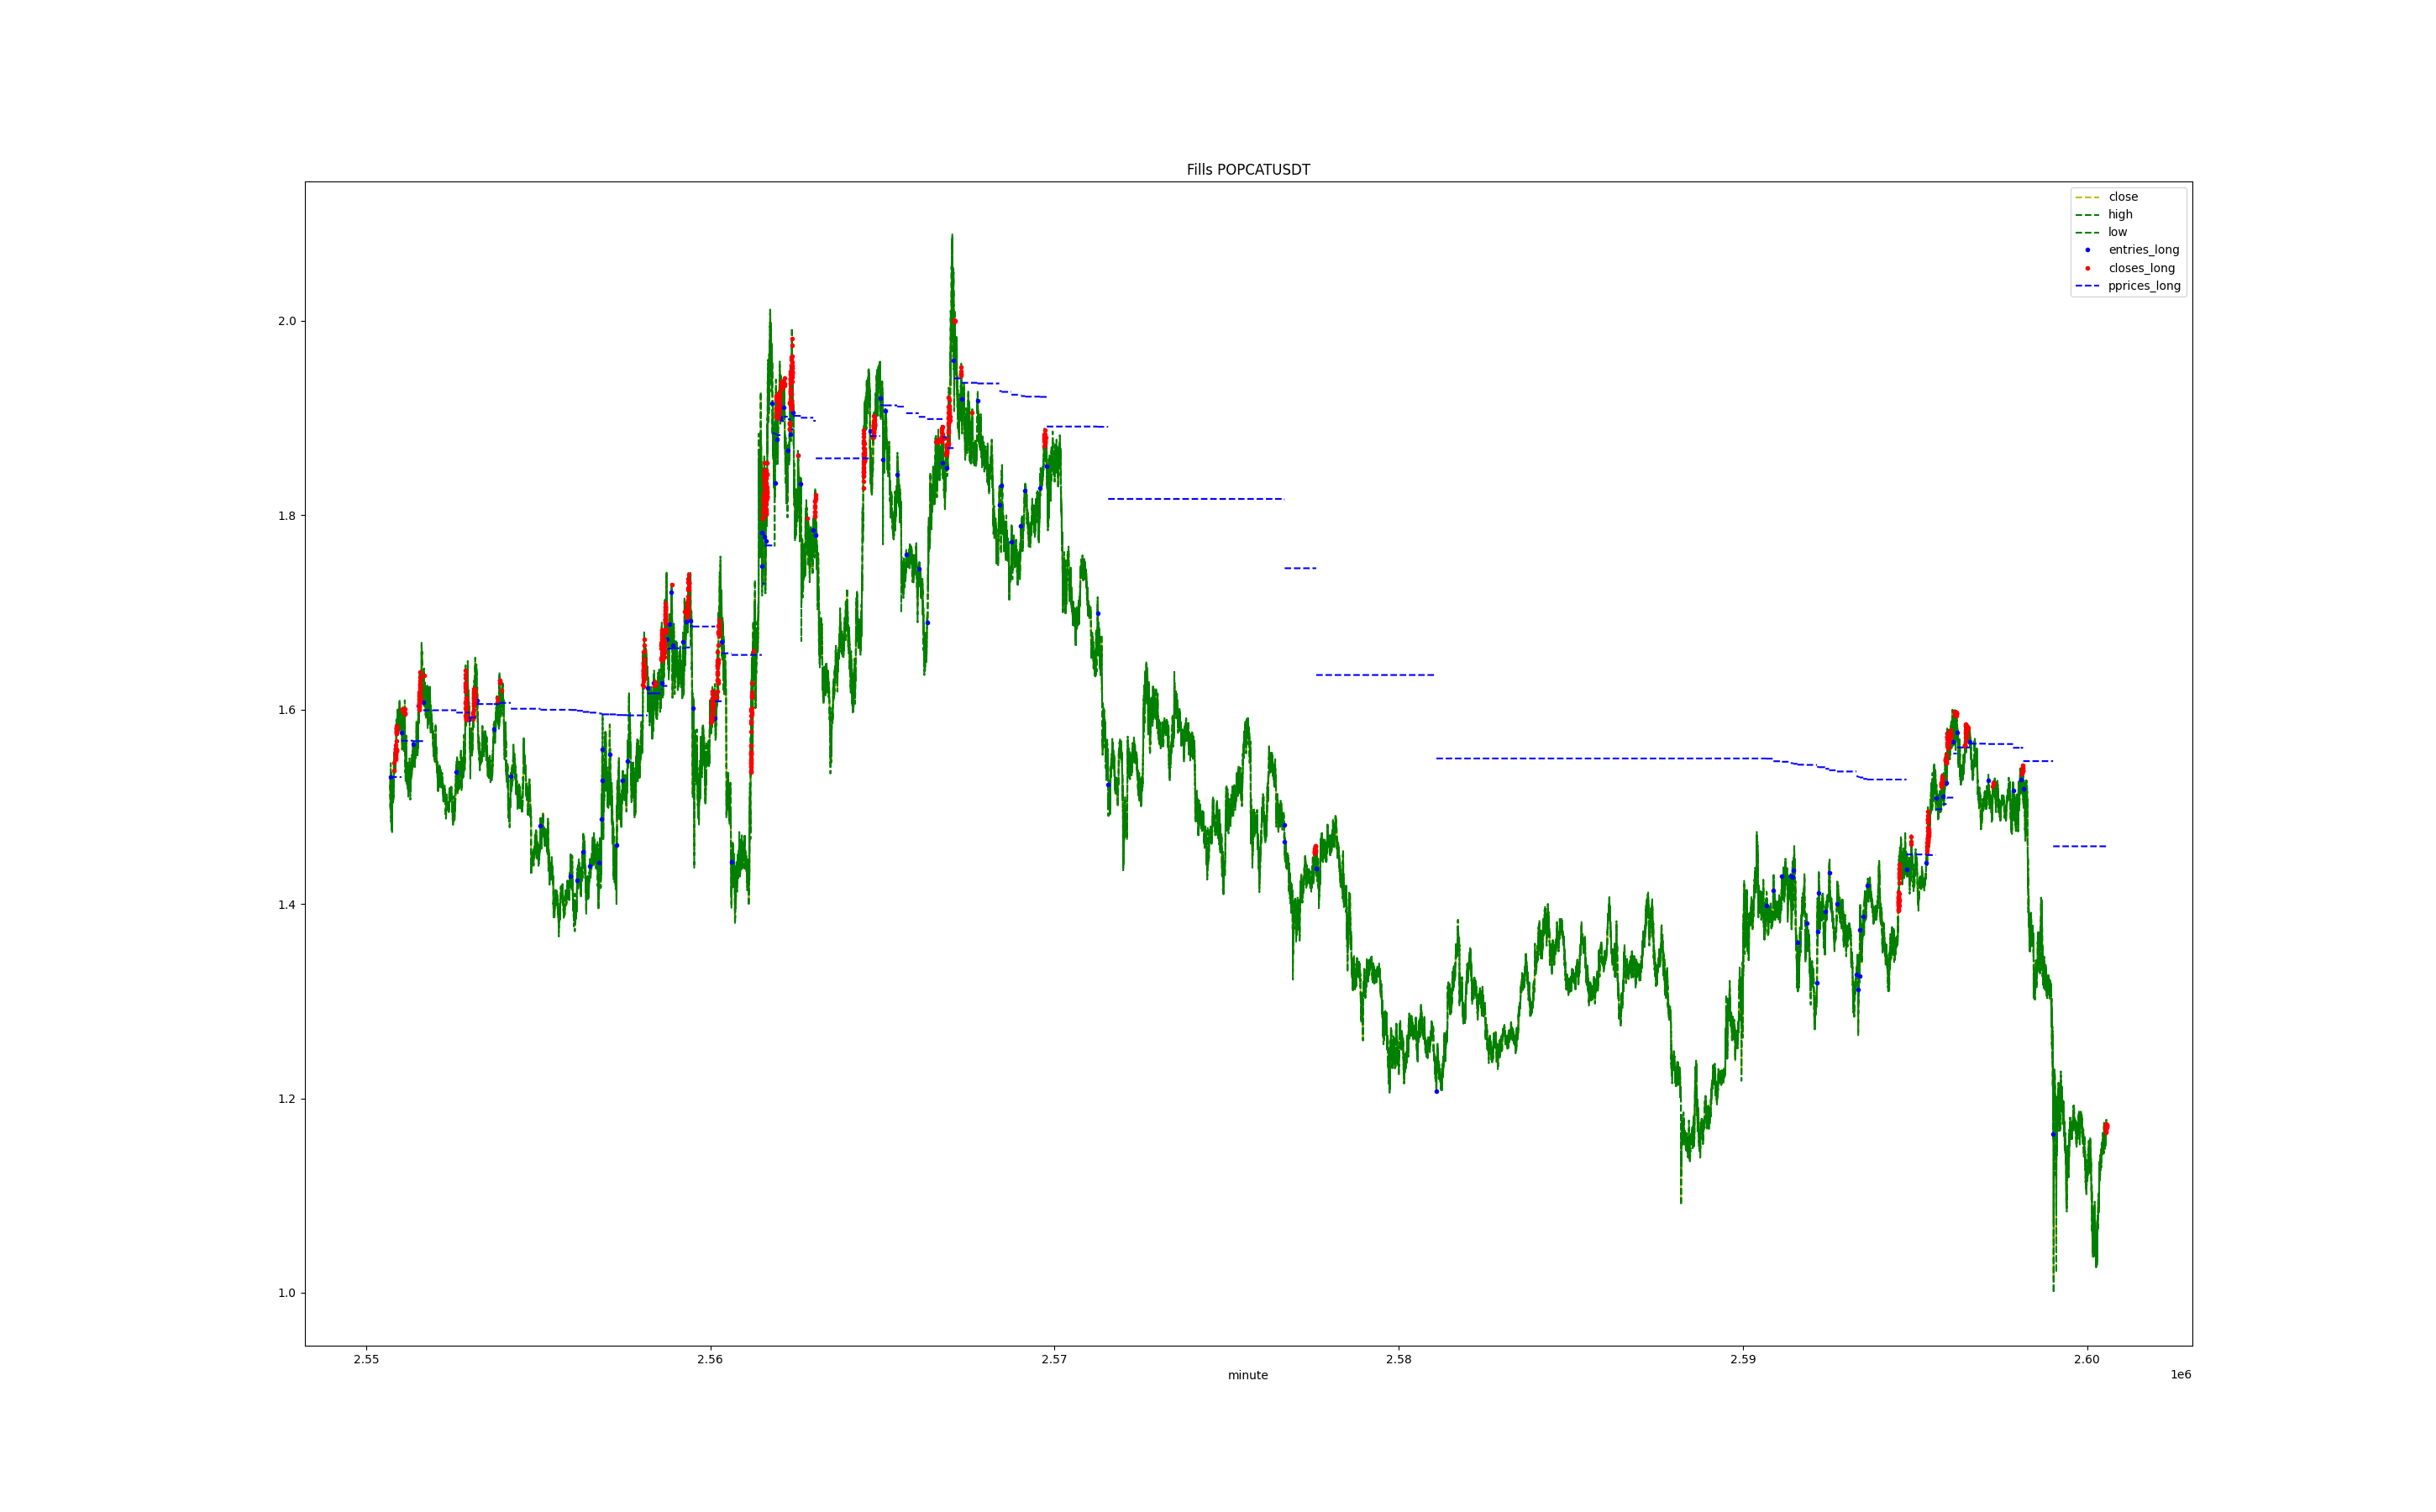 Fills POPCATUSDT
close
high
low
entries_long
closes_long
pprices_long
2.0
1.8
1.6
1.4
1.2
1.0
2.55 2.56 2.57 2.58 2.59 2.60
minute
1e6